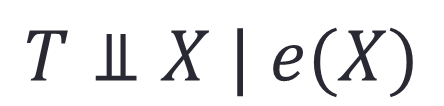 T ⫫ X | e(X)